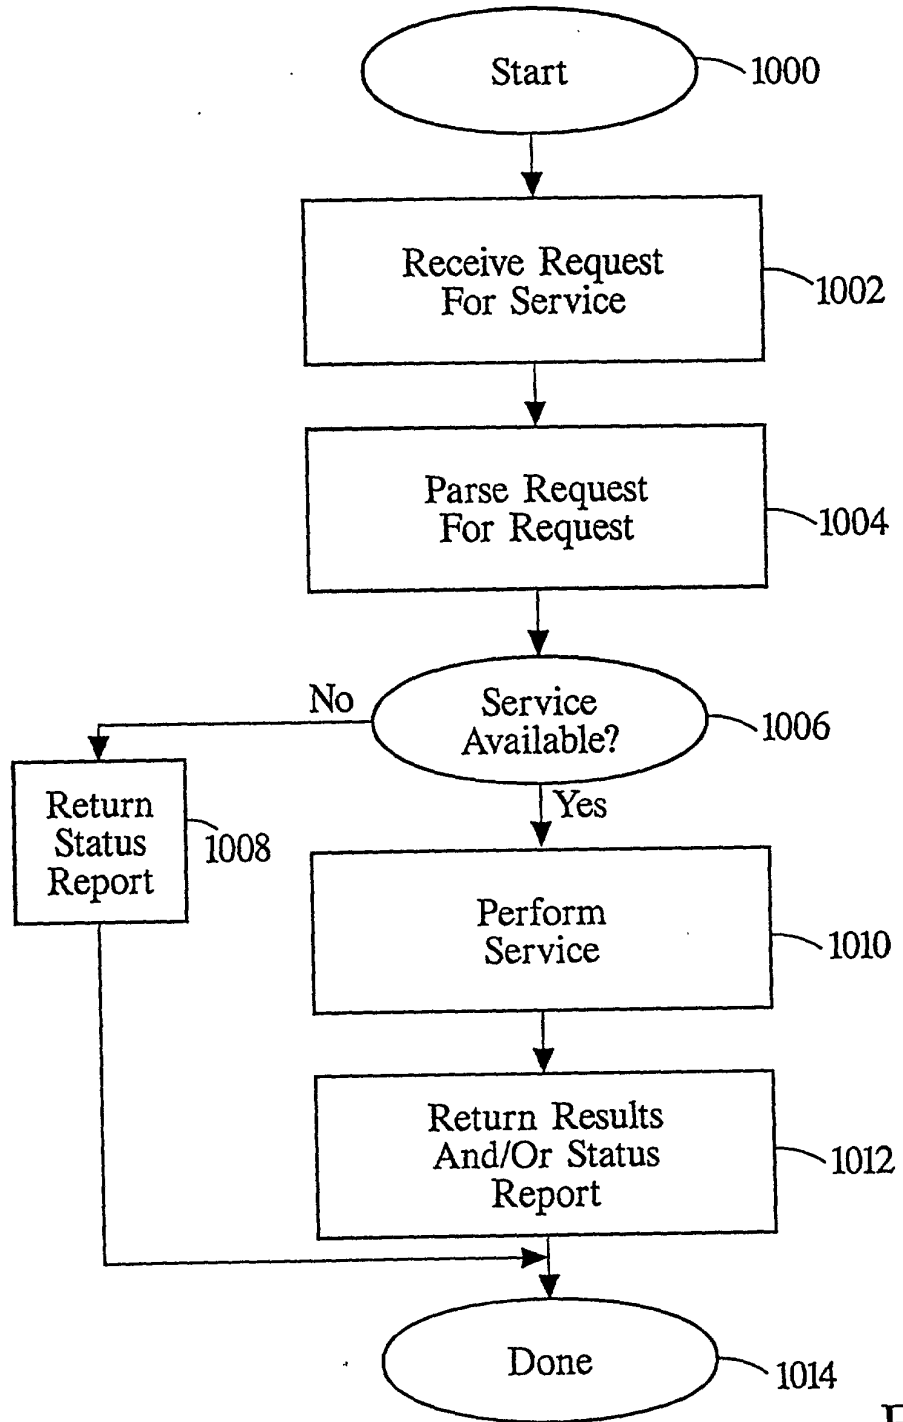 Start
1000
Receive Request
For Service
1002
Parse Request
For Request
1004
No
Service
Available?
1006
Yes
Return
Status
Report
1008
Perform
Service
1010
Return Results
And/Or Status
Report
1012
Done
1014